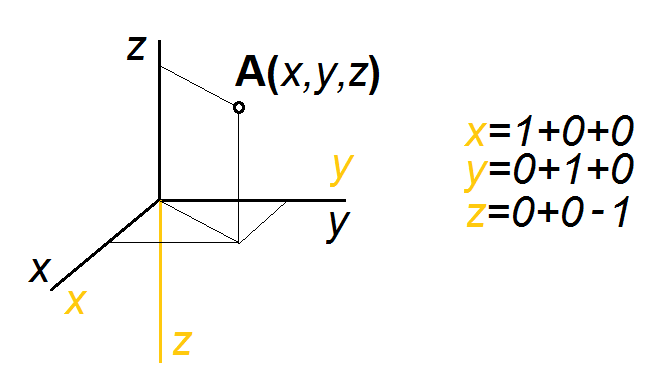 z
A(x,y,z)
y
y
x
x
z
x=1+0+0
y=0+1+0
z=0+0-1